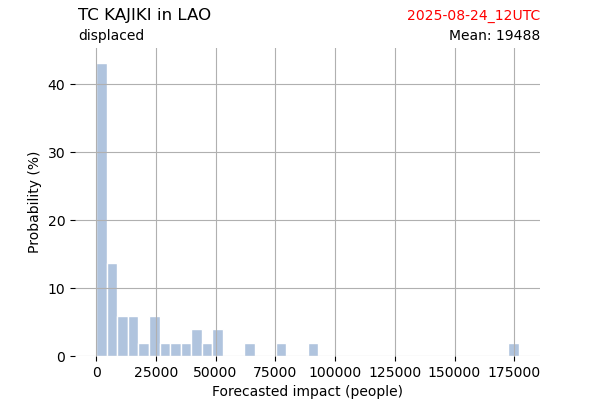 TC KAJIKI in LAO
2025-08-24_12UTC
displaced
Mean: 19488
Probability (%)
40
30
20
10
0
0 25000 50000 75000 100000 125000 150000 175000
Forecasted impact (people)